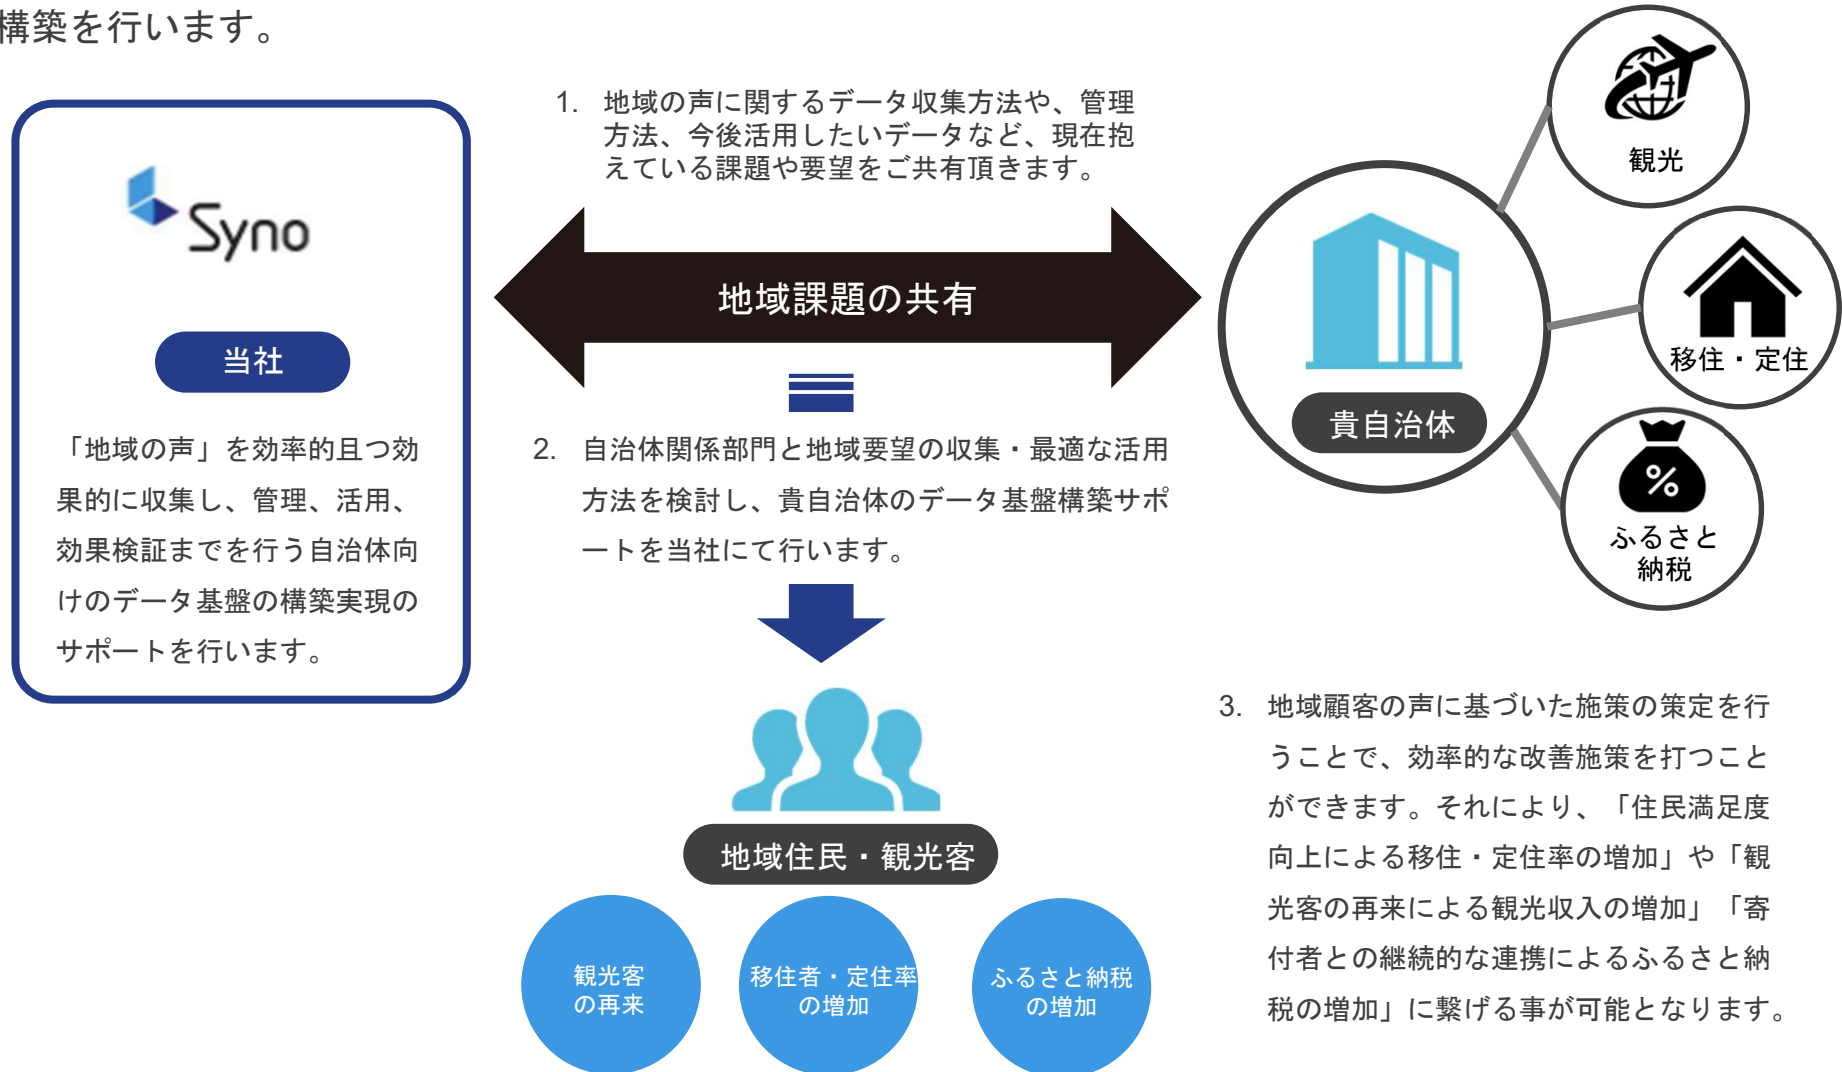 構築を行います。
Syno
当社
「地域の声」を効率的且つ効
果的に収集し、管理、活用、
効果検証までを行う自治体向
けのデータ基盤の構築実現の
サポートを行います。
1. 地域の声に関するデータ収集方法や、管理
方法、今後活用したいデータなど、現在抱
えている課題や要望をご共有頂きます。
地域課題の共有
2. 自治体関係部門と地域要望の収集・最適な活用
方法を検討し、貴自治体のデータ基盤構築サポ
ートを当社にて行います。
貴自治体
観光
移住・定住
%
ふるさと
納税
地域住民・観光客
観光客
の再来
移住者・定住率
の増加
ふるさと納税
の増加
3. 地域顧客の声に基づいた施策の策定を行
うことで、効率的な改善施策を打つこと
ができます。それにより、「住民満足度
向上による移住・定住率の増加」や「観
光客の再来による観光収入の増加」「寄
付者との継続的な連携によるふるさと納
税の増加」に繋げる事が可能となります。